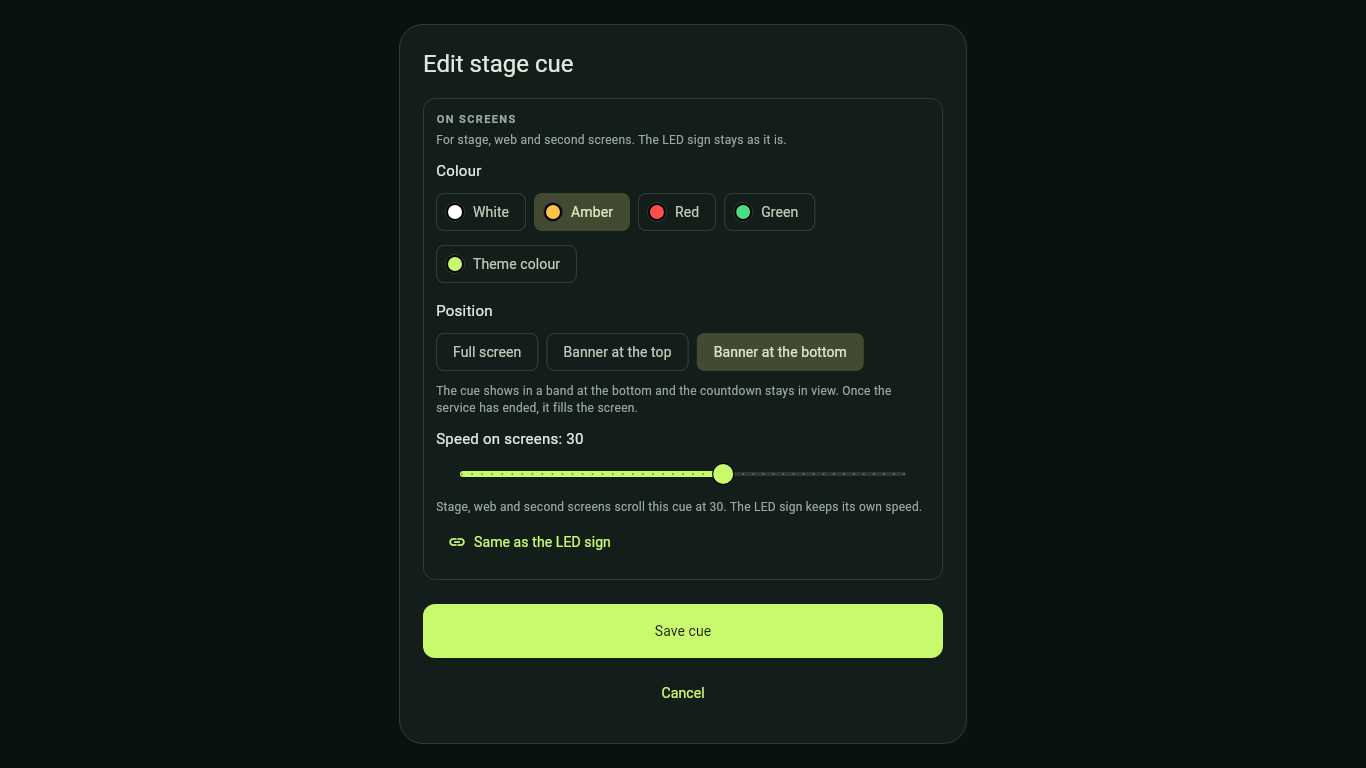 Edit stage cue
ON SCREENS
For stage, web and second screens. The LED sign stays as it is.
Colour
White
Amber
Red
Green
Theme colour
Position
Full screen
Banner at the top
Banner at the bottom
The cue shows in a band at the bottom and the countdown stays in view. Once the
service has ended, it fills the screen.
Speed on screens: 30
Stage, web and second screens scroll this cue at 30. The LED sign keeps its own speed.
Same as the LED sign
Save cue
Cancel